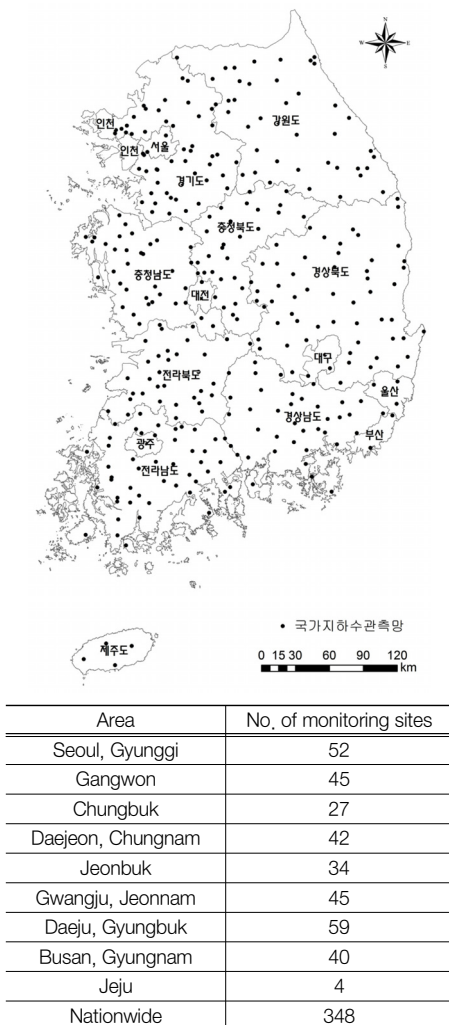 N
W E
S
강원도
인천
인천 서울
경기도
충청북도
충청남도
경상북도
대전
대구
전라북도
울산
경상남도
부산
광주
전라남도
국가지하수관측망
제주도
0 15 30 60 90 120
km
Area No. of monitoring sites
Seoul, Gyunggi 52
Gangwon 45
Chungbuk 27
Daejeon, Chungnam 42
Jeonbuk 34
Gwangju, Jeonnam 45
Daeju, Gyungbuk 59
Busan, Gyungnam 40
Jeju 4
Nationwide 348